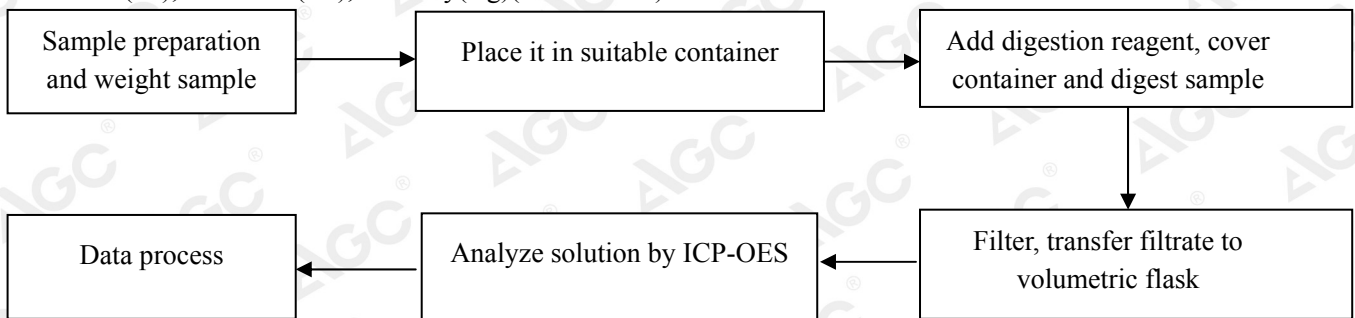 Sample preparation
and weight sample
Place it in suitable container
Add digestion reagent, cover
container and digest sample
Filter, transfer filtrate to
volumetric flask
Analyze solution by ICP-OES
Data process
AGC ®